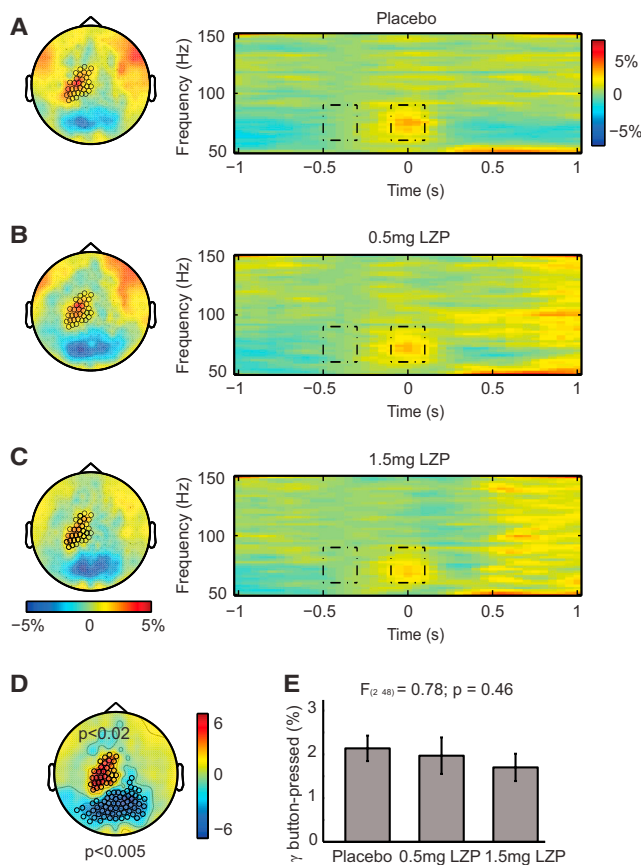 A
Placebo
Frequency (Hz)
150
100
50
−1
−0.5
0
0.5
1
Time (s)
5%
0
−5%
B
0.5mg LZP
Frequency (Hz)
150
100
50
−1
−0.5
0
0.5
1
Time (s)
C
1.5mg LZP
Frequency (Hz)
150
100
50
−1
−0.5
0
0.5
1
Time (s)
−5%
0
5%
D
p<0.02
6
0
−6
p<0.005
E
F(2 48) = 0.78; p = 0.46
γ button-pressed (%)
3
2
1
0
Placebo 0.5mg LZP 1.5mg LZP